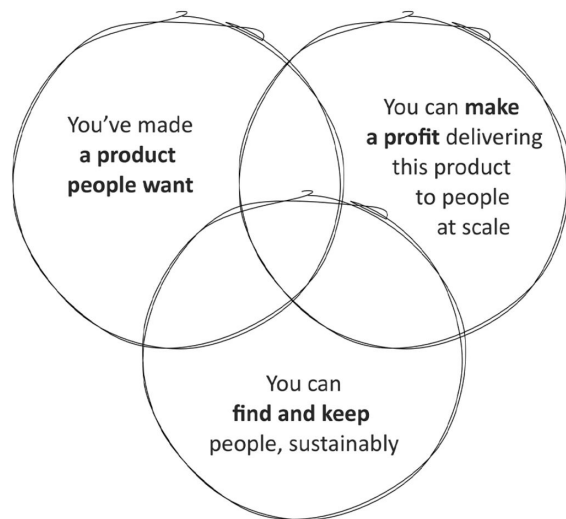 You've made
a product
people want
You can make
a profit delivering
this product
to people
at scale
You can
find and keep
people, sustainably